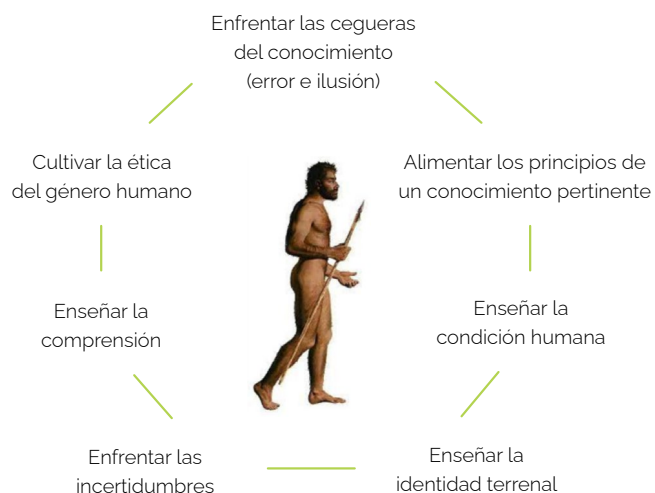 Enfrentar las cegueras
del conocimiento
(error e ilusión)
Alimentar los principios de
un conocimiento pertinente
Enseñar la
condición humana
Enseñar la
identidad terrenal
Enfrentar las
incertidumbres
Enseñar la
comprensión
Cultivar la ética
del género humano